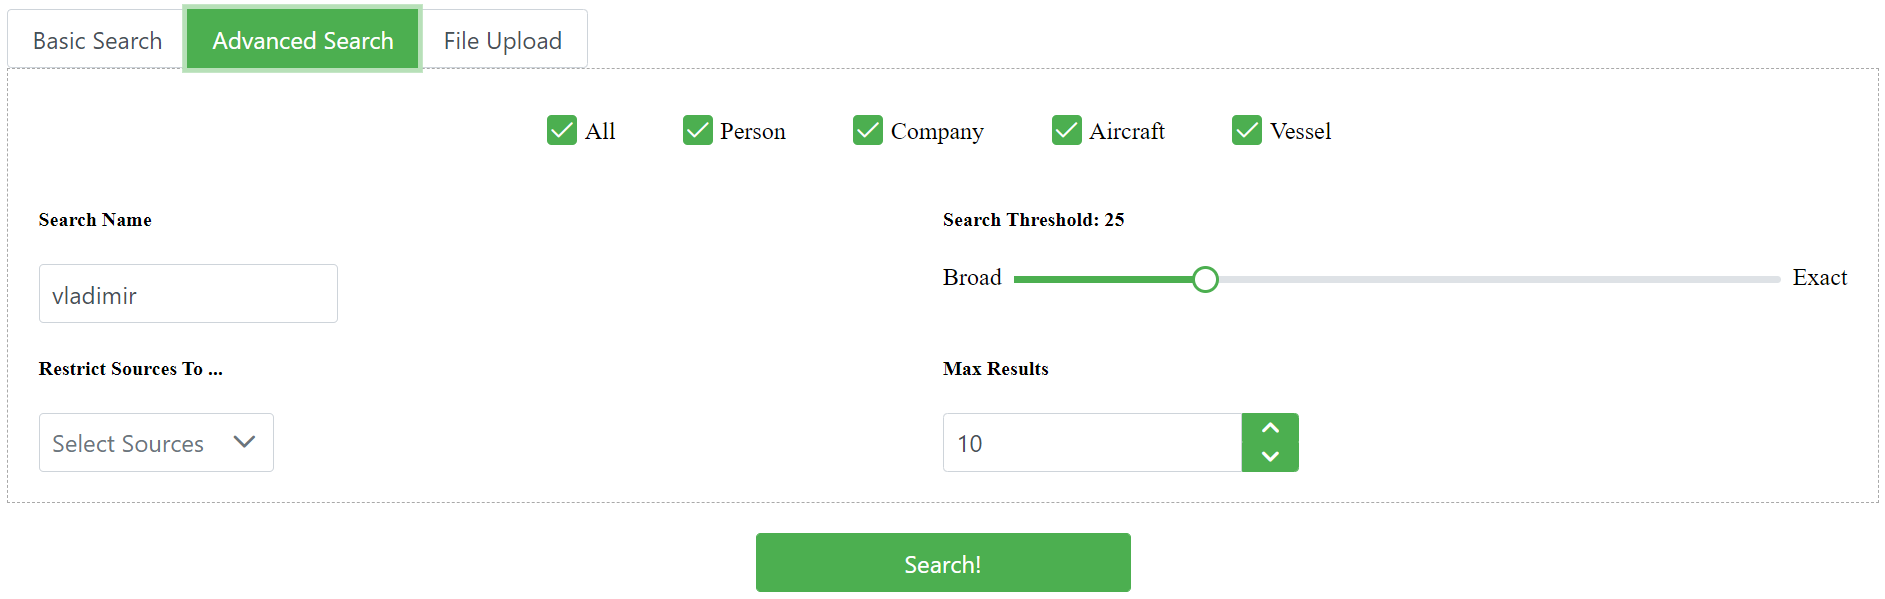 Basic Search Advanced Search File Upload
All Person Company Aircraft Vessel
Search Name
Search Threshold: 25
vladimir
Broad Exact
Restrict Sources To ...
Max Results
Select Sources
10
Search!